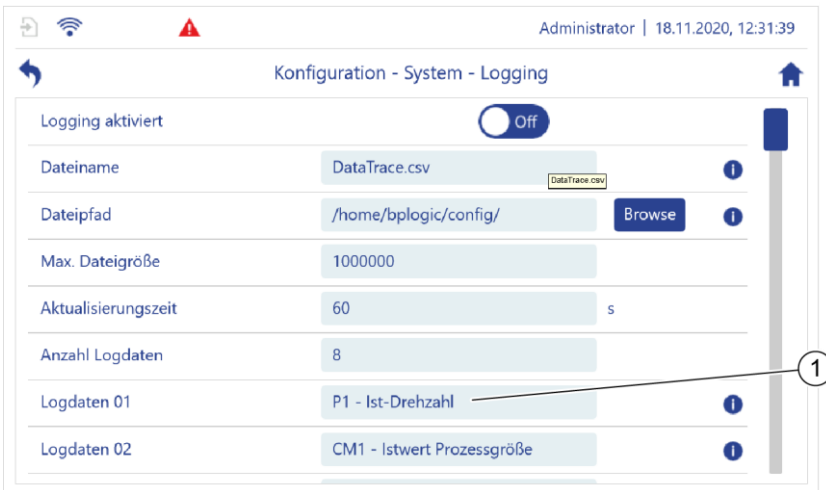 Administrator | 18.11.2020, 12:31:39
Konfiguration - System - Logging
Logging aktiviert Off
Dateiname DataTrace.csv
DataTrace.csv
Dateipfad /home/bplogic/config/ Browse
Max. Dateigröße 1000000
Aktualisierungszeit 60 s
Anzahl Logdaten 8
1
Logdaten 01 P1 - Ist-Drehzahl
Logdaten 02 CM1 - Istwert Prozessgröße